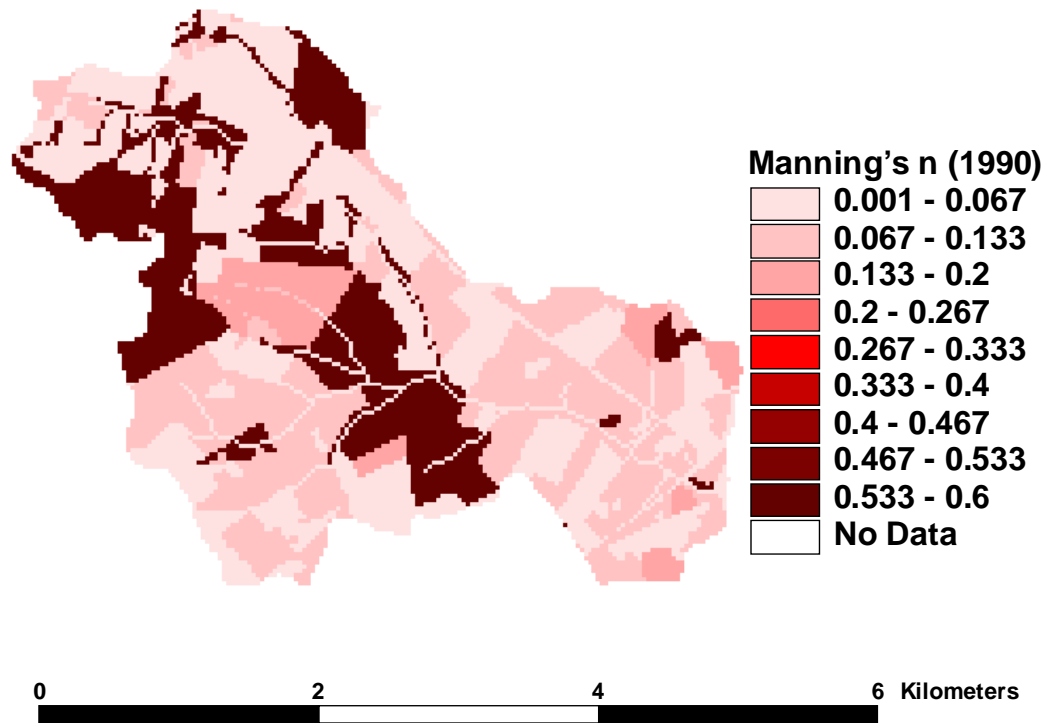 Manning’s n (1990)
0.001 - 0.067
0.067 - 0.133
0.133 - 0.2
0.2 - 0.267
0.267 - 0.333
0.333 - 0.4
0.4 - 0.467
0.467 - 0.533
0.533 - 0.6
No Data
0 2 4 6 Kilometers